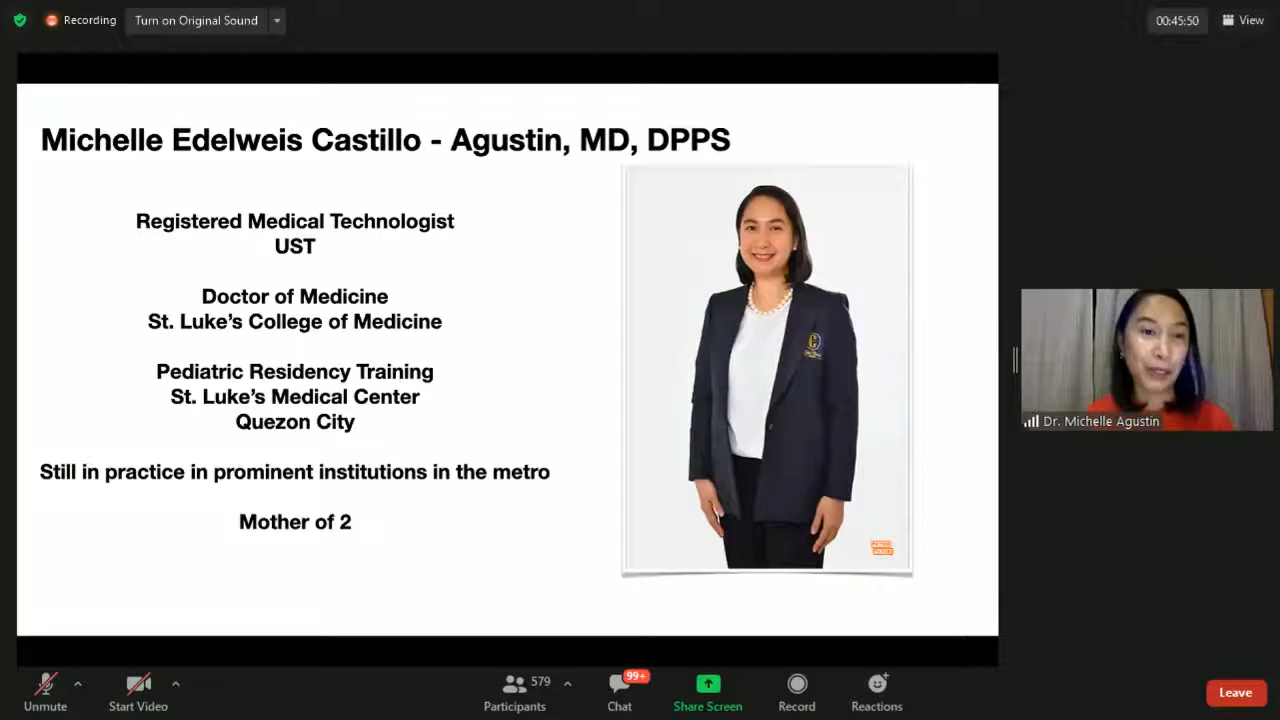 Recording
Turn on Original Sound
00:45:50
View
Michelle Edelweis Castillo - Agustin, MD, DPPS
Registered Medical Technologist
UST
Doctor of Medicine
St. Luke's College of Medicine
Pediatric Residency Training
St. Luke's Medical Center
Quezon City
Still in practice in prominent institutions in the metro
Mother of 2
Dr. Michelle Agustin
Unmute
Start Video
579
Participants
99+
Chat
Share Screen
Record
Reactions
Leave